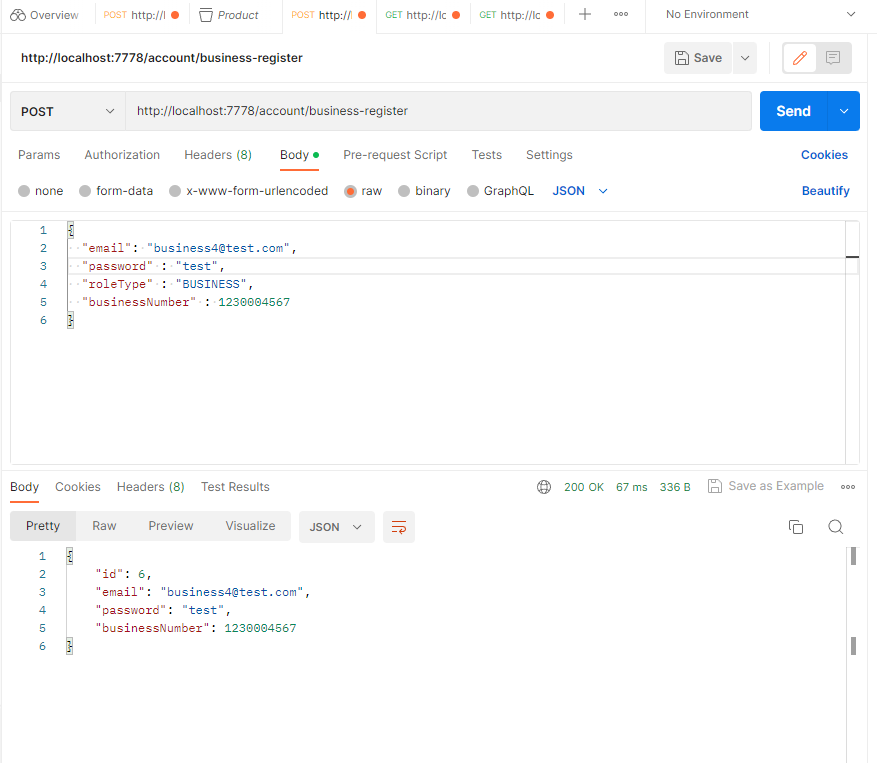 Overview POST http://l Product POST http://l GET http://lc GET http://lc No Environment
http://localhost:7778/account/business-register Save
POST http://localhost:7778/account/business-register Send
Params Authorization Headers (8) Body Pre-request Script Tests Settings Cookies
none form-data x-www-form-urlencoded raw binary GraphQL JSON Beautify
1 {
2 "email": "business4@test.com",
3 "password" : "test",
4 "roleType" : "BUSINESS",
5 "businessNumber" : 1230004567
6 }
Body Cookies Headers (8) Test Results 200 OK 67 ms 336 B Save as Example
Pretty Raw Preview Visualize JSON
1 {
2 "id": 6,
3 "email": "business4@test.com",
4 "password": "test",
5 "businessNumber": 1230004567
6 }